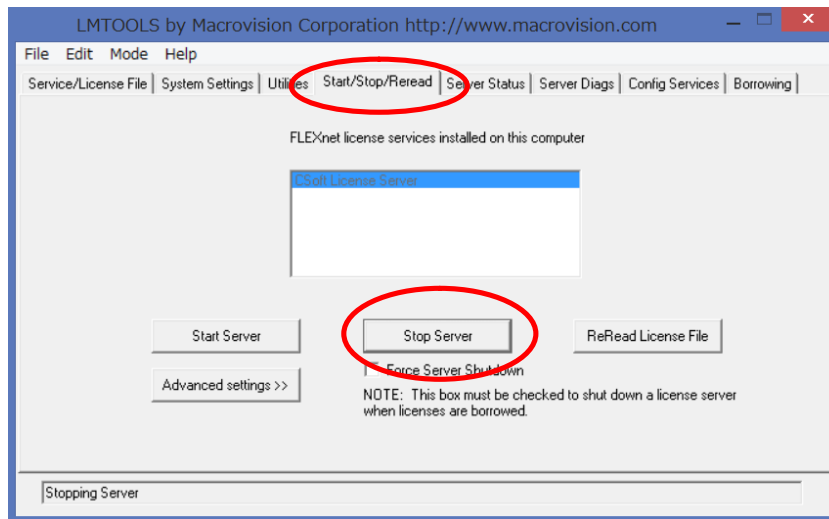 LMTOOLS by Macrovision Corporation http://www.macrovision.com
File Edit Mode Help
Service/License File System Settings Utilities Start/Stop/Reread Server Status Server Diags Config Services Borrowing
FLEXnet license services installed on this computer
CSoft License Server
Start Server Stop Server ReRead License File
Force Server Shutdown
Advanced settings >>
NOTE: This box must be checked to shut down a license server
when licenses are borrowed.
Stopping Server